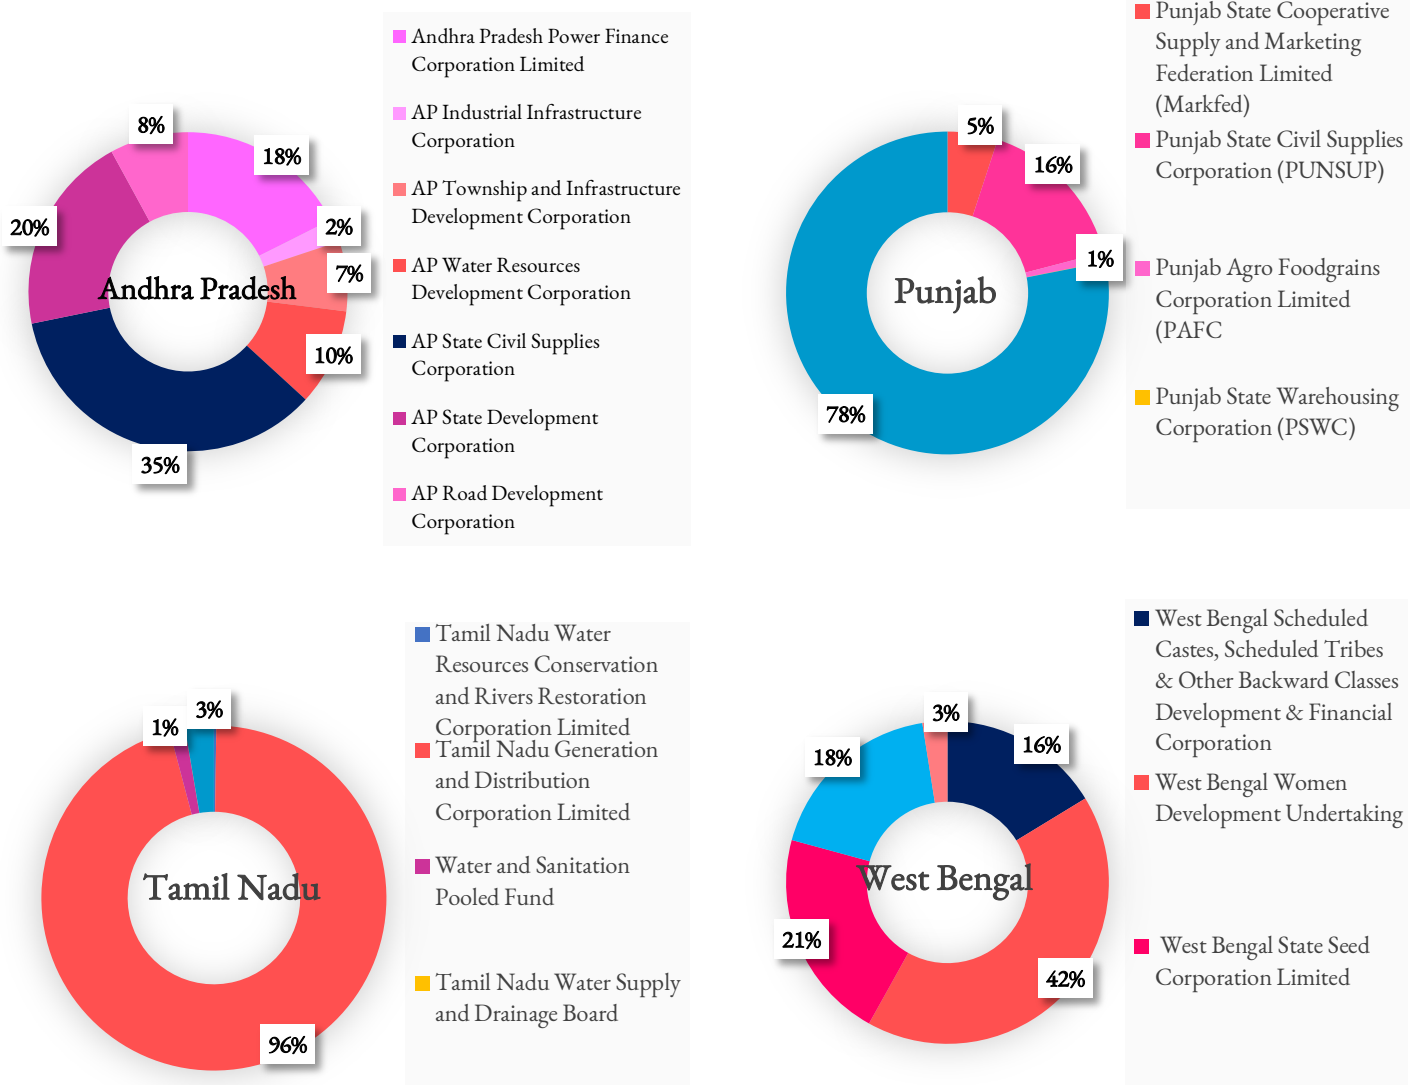 8%
18%
2%
20%
7%
Andhra Pradesh
10%
35%
Andhra Pradesh Power Finance
Corporation Limited
AP Industrial Infrastructure
Corporation
AP Township and Infrastructure
Development Corporation
AP Water Resources
Development Corporation
AP State Civil Supplies
Corporation
AP State Development
Corporation
AP Road Development
Corporation
5%
16%
1%
Punjab
78%
Punjab State Cooperative
Supply and Marketing
Federation Limited
(Markfed)
Punjab State Civil Supplies
Corporation (PUNSUP)
Punjab Agro Foodgrains
Corporation Limited
(PAFC
Punjab State Warehousing
Corporation (PSWC)
3%
1%
Tamil Nadu
96%
Tamil Nadu Water
Resources Conservation
and Rivers Restoration
Corporation Limited
Tamil Nadu Generation
and Distribution
Corporation Limited
Water and Sanitation
Pooled Fund
Tamil Nadu Water Supply
and Drainage Board
3%
16%
18%
West Bengal
21%
42%
West Bengal Scheduled
Castes, Scheduled Tribes
& Other Backward Classes
Development & Financial
Corporation
West Bengal Women
Development Undertaking
West Bengal State Seed
Corporation Limited